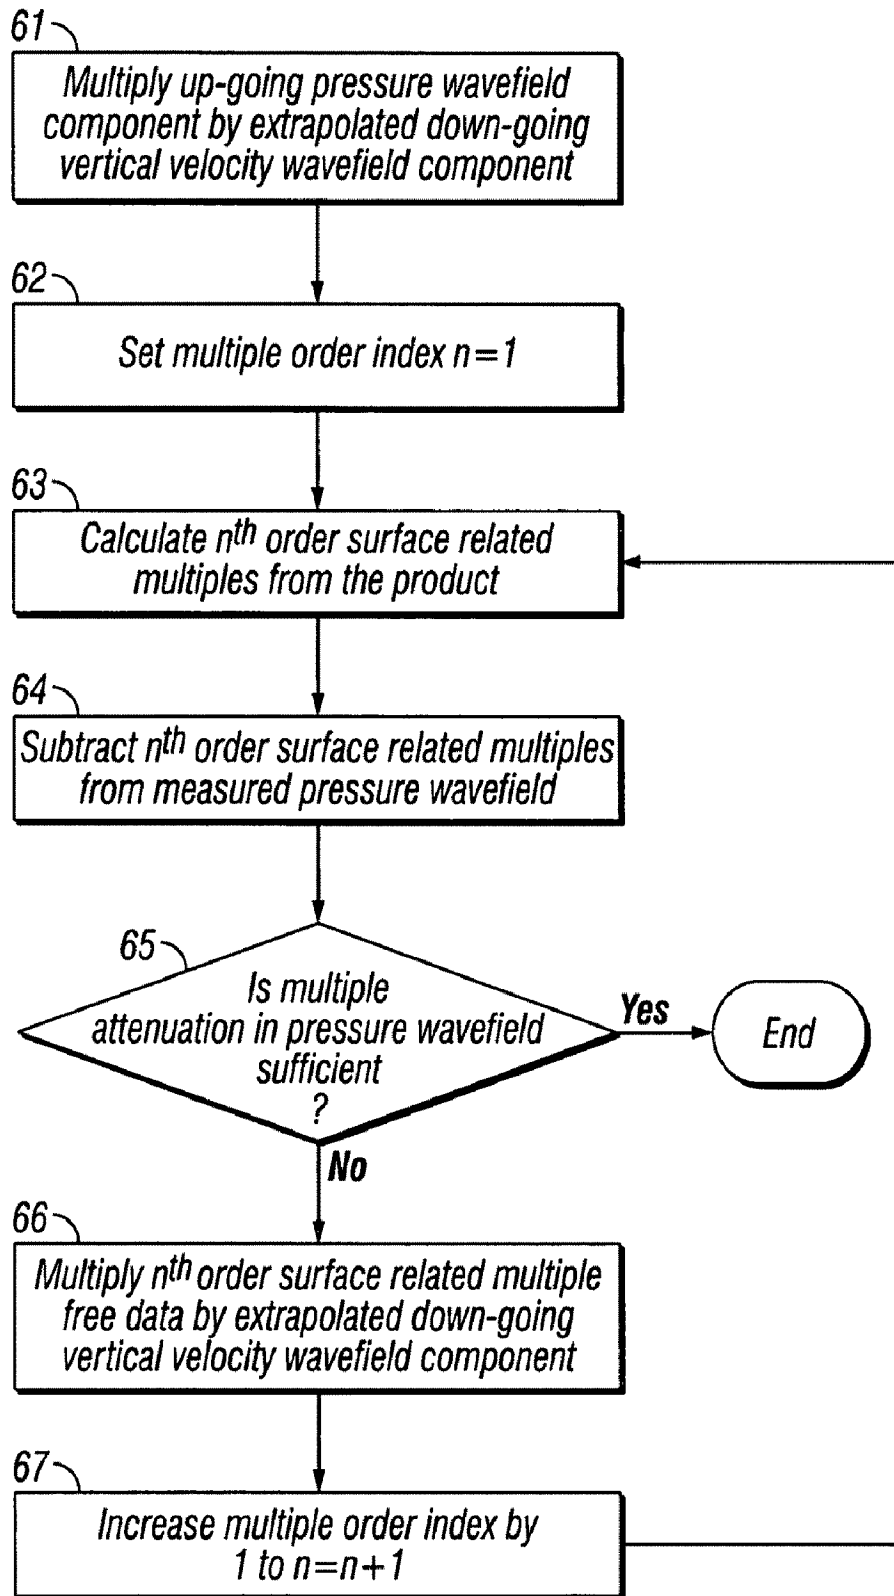 61
Multiply up-going pressure wavefield
component by extrapolated down-going
vertical velocity wavefield component
62
Set multiple order index n=1
63
Calculate nth order surface related
multiples from the product
64
Subtract nth order surface related multiples
from measured pressure wavefield
65
Is multiple
attenuation in pressure wavefield
sufficient
?
Yes
End
No
66
Multiply nth order surface related multiple
free data by extrapolated down-going
vertical velocity wavefield component
67
Increase multiple order index by
1 to n=n+1